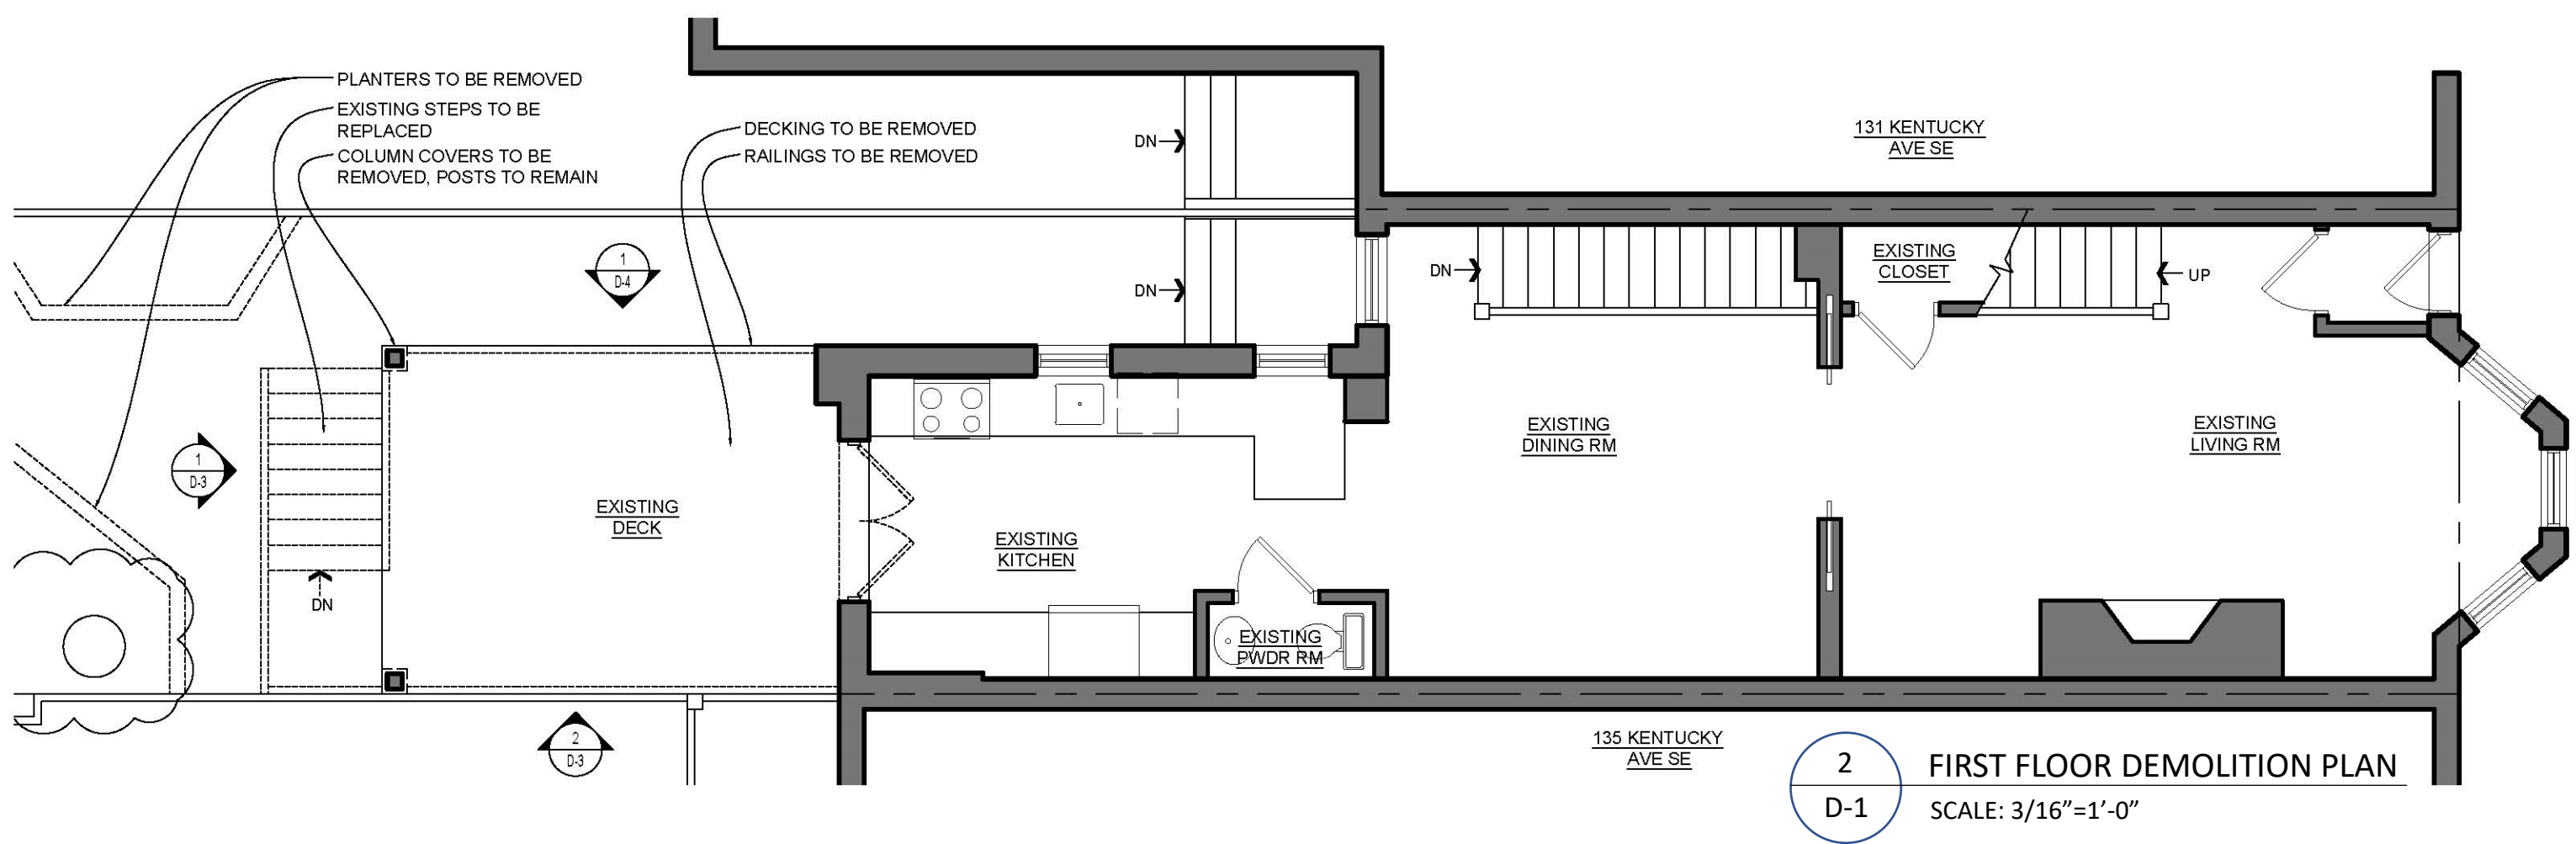 PLANTERS TO BE REMOVED
EXISTING STEPS TO BE
REPLACED
COLUMN COVERS TO BE
REMOVED, POSTS TO REMAIN
DECKING TO BE REMOVED
RAILINGS TO BE REMOVED
DN
131 KENTUCKY
AVE SE
1
D-4
DN
DN
EXISTING
CLOSET
UP
1
D-3
EXISTING
DINING RM
EXISTING
LIVING RM
EXISTING
DECK
EXISTING
KITCHEN
DN
EXISTING
PWDR RM
2
D-3
135 KENTUCKY
AVE SE
2
D-1
FIRST FLOOR DEMOLITION PLAN
SCALE: 3/16”=1’-0”